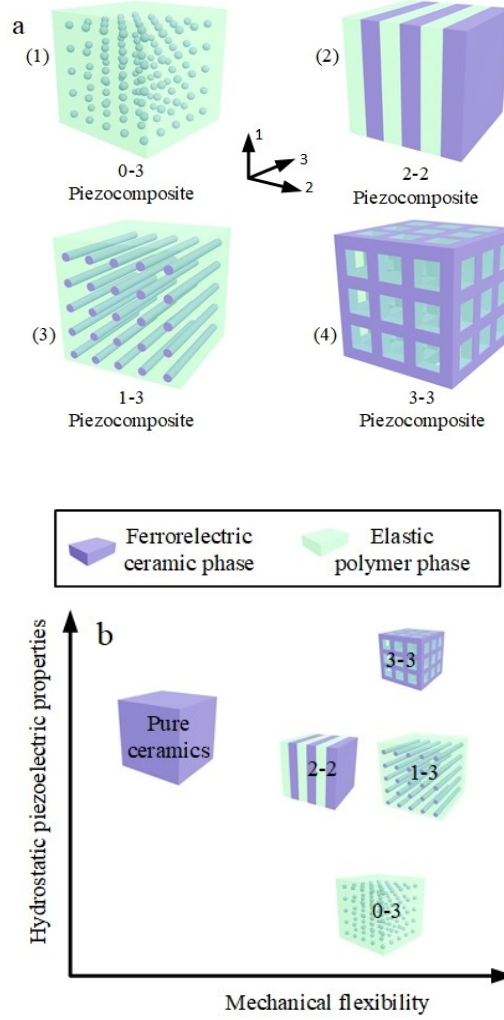 a
(1)
0-3
Piezocomposite
(2)
2-2
Piezocomposite
1
3
2
(3)
1-3
Piezocomposite
(4)
3-3
Piezocomposite
Ferrorelectric
ceramic phase
Elastic
polymer phase
b
Hydrostatic piezoelectric properties
3-3
Pure
ceramics
2-2
1-3
0-3
Mechanical flexibility